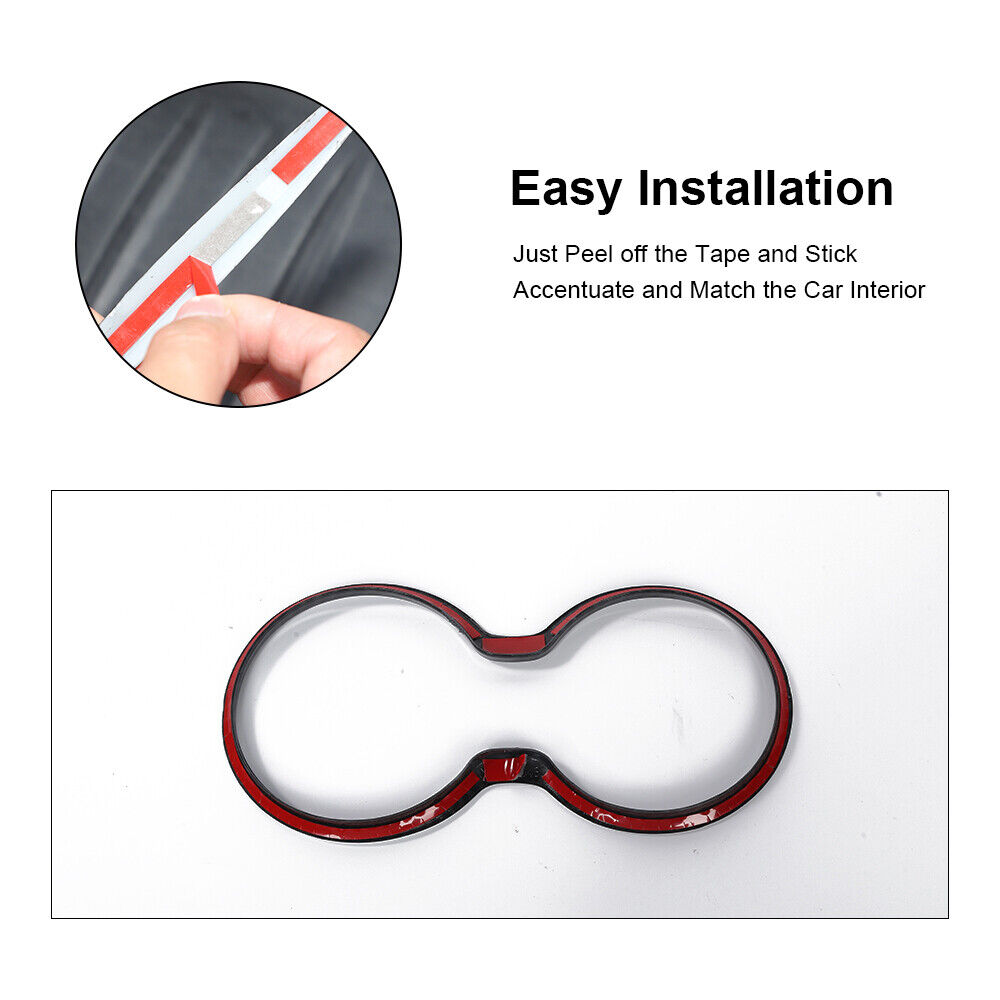 Easy Installation
Just Peel off the Tape and Stick
Accentuate and Match the Car Interior